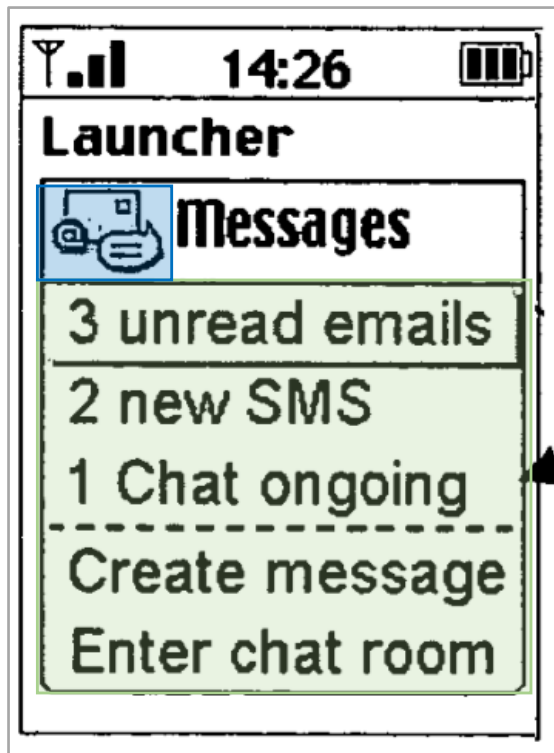 14:26
Launcher
@ Messages
3 unread emails
2 new SMS
1 Chat ongoing
Create message
Enter chat room